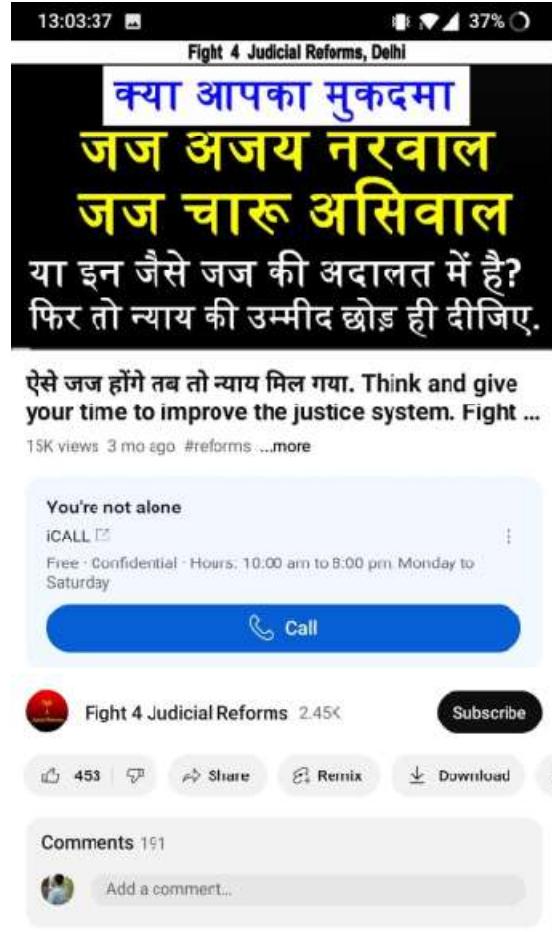 13:03:37 37%
Fight 4 Judicial Reforms, Delhi
क्या आपका मुकदमा
जज अजय नरवाल
जज चारू असिवाल
या इन जैसे जज की अदालत में है?
फिर तो न्याय की उम्मीद छोड़ ही दीजिए.
ऐसे जज होंगे तब तो न्याय मिल गया. Think and give
your time to improve the justice system. Fight ...
15K views 3 mo ago #reforms ...more
You're not alone
iCALL
Free · Confidential · Hours: 10:00 am to 8:00 pm Monday to
Saturday
Call
Fight 4 Judicial Reforms 2.45K
Subscribe
453 Share Remix Download
Comments 191
Add a comment...